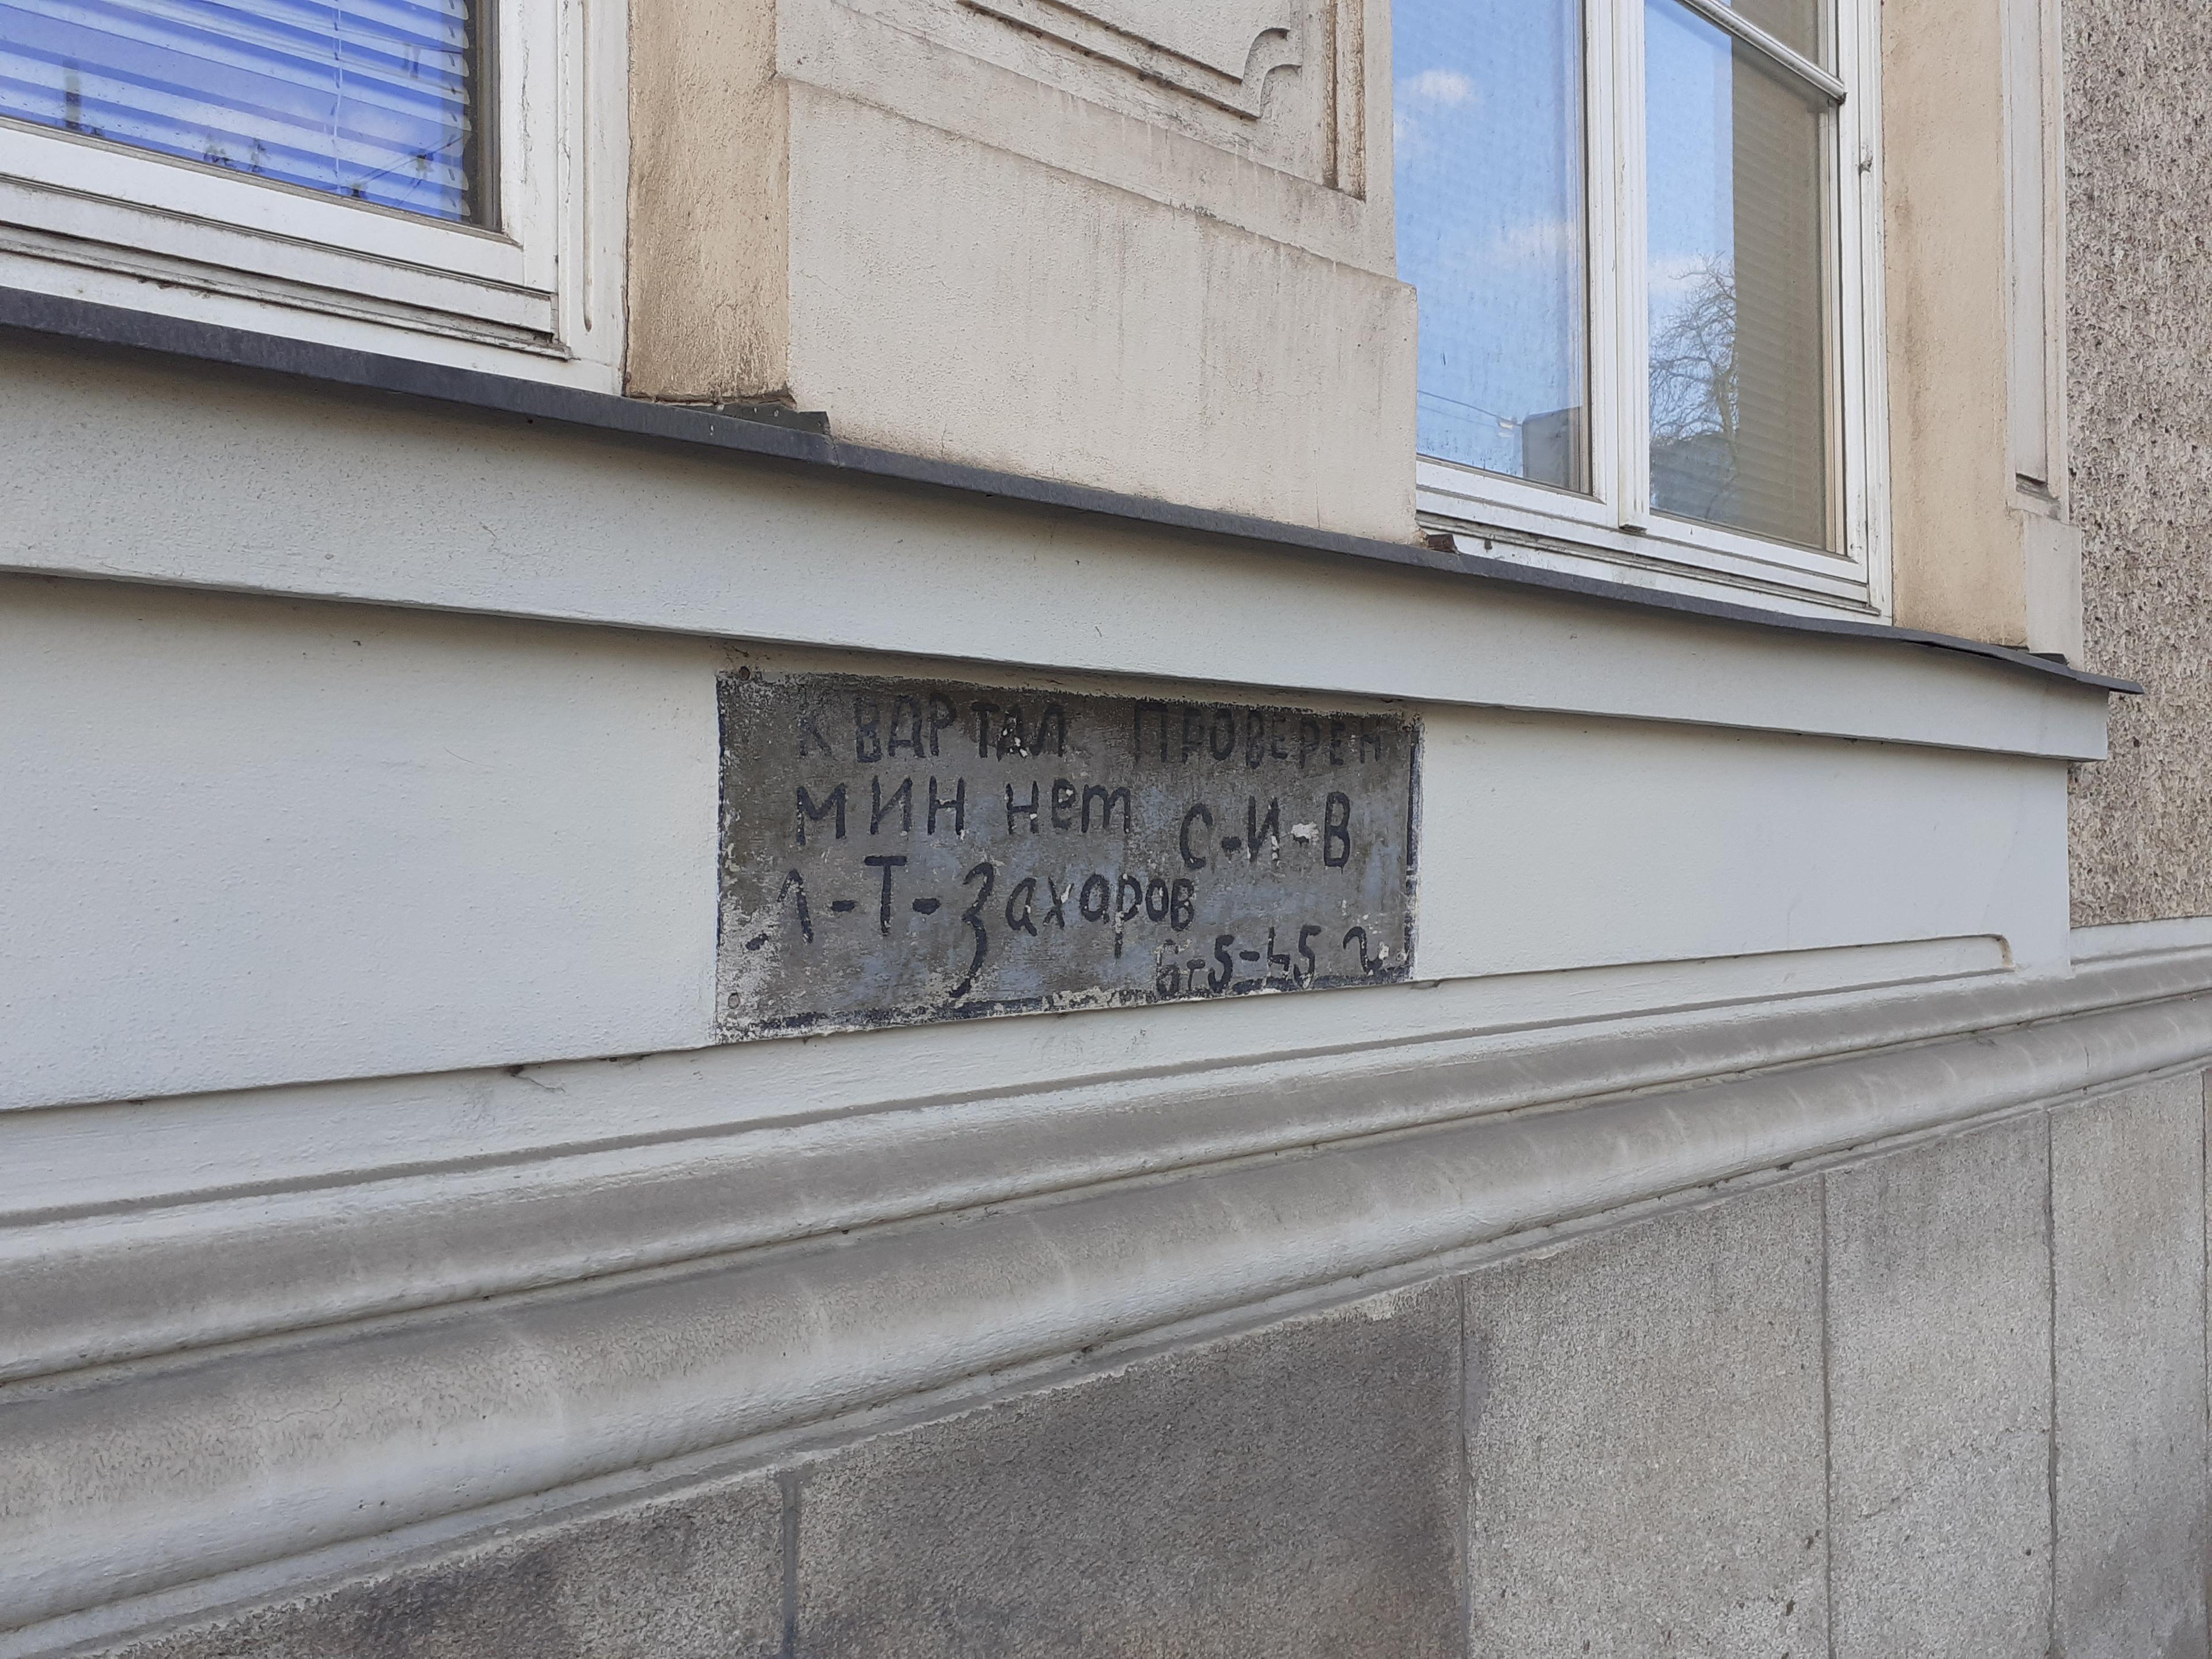 КВАРТАЛ ПРОВЕРЕН
МИН нет С-И-В
Л-Т-Захаров
6-5-45 г